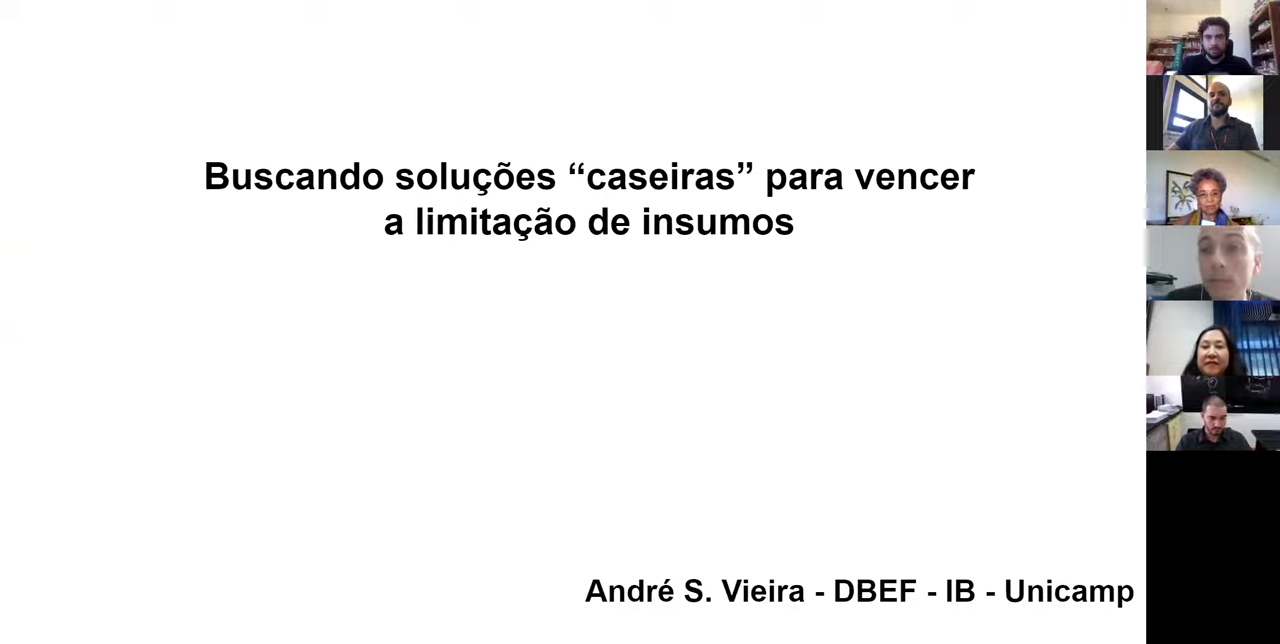 Buscando soluções “caseiras” para vencer
a limitação de insumos
André S. Vieira - DBEF - IB - Unicamp